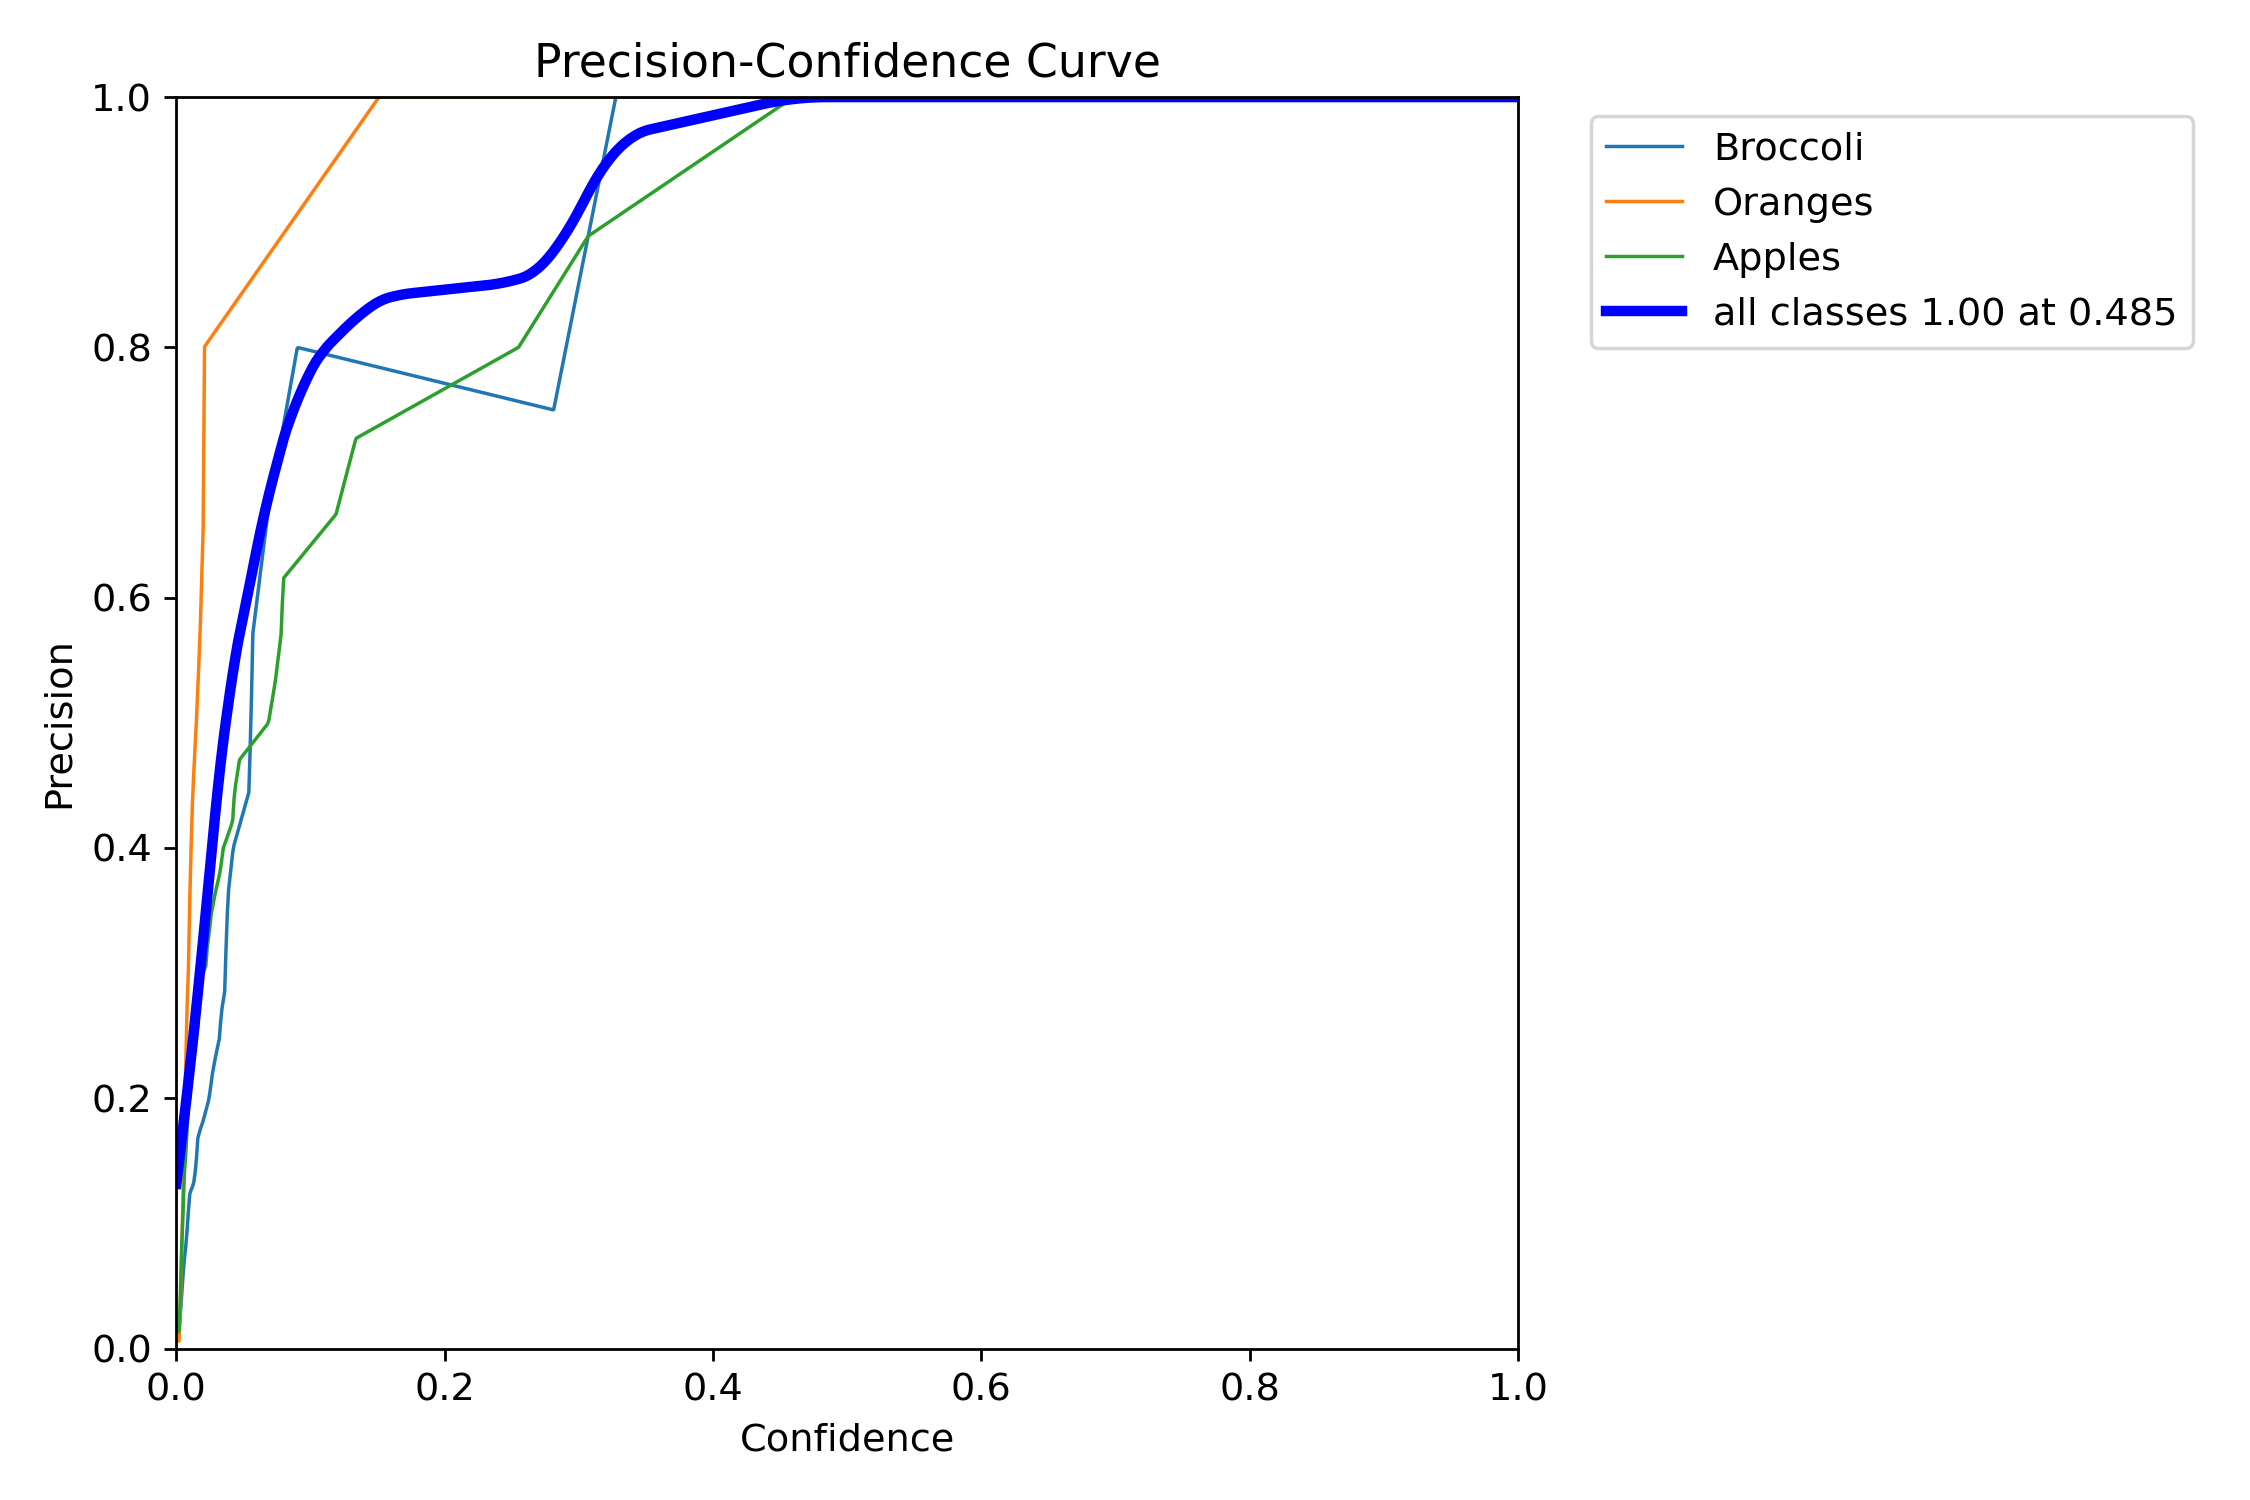 Precision-Confidence Curve
1.0
0.8
0.6
0.4
0.2
0.0
Precision
0.0 0.2 0.4 0.6 0.8 1.0
Confidence
Broccoli
Oranges
Apples
all classes 1.00 at 0.485